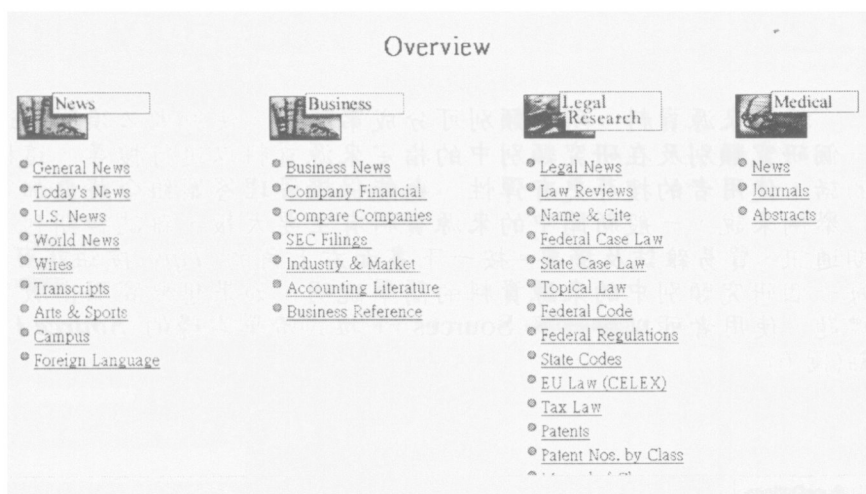 Overview
News
General News
Today's News
U.S. News
World News
Wires
Transcripts
Arts & Sports
Campus
Foreign Language
Business
Business News
Company Financial
Compare Companies
SEC Filings
Industry & Market
Accounting Literature
Business Reference
Legal
Research
Legal News
Law Reviews
Name & Cite
Federal Case Law
State Case Law
Topical Law
Federal Code
Federal Regulations
State Codes
EU Law (CELEX)
Tax Law
Patents
Patent Nos. by Class
Medical
News
Journals
Abstracts